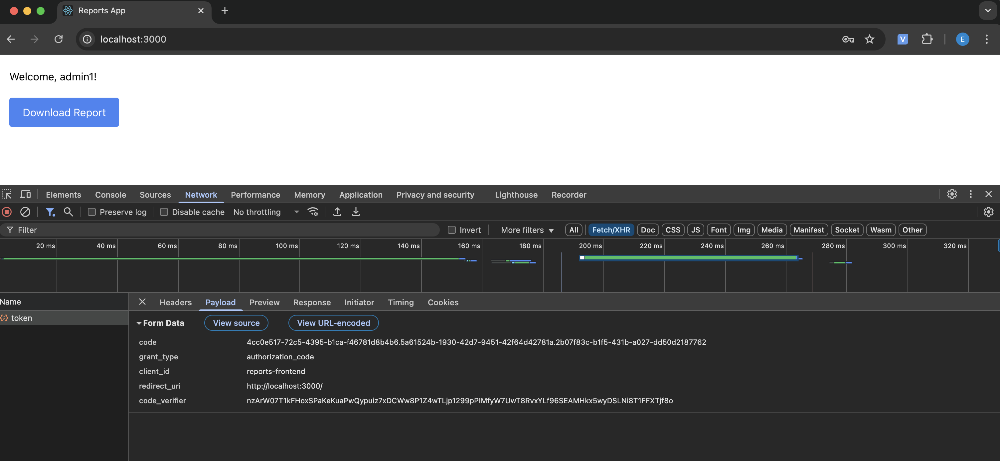 Reports App
localhost:3000
V
E
Welcome, admin1!
Download Report
Elements Console Sources Network Performance Memory Application Privacy and security Lighthouse Recorder
Preserve log Disable cache No throttling
Filter Invert More filters All Fetch/XHR Doc CSS JS Font Img Media Manifest Socket Wasm Other
20 ms 40 ms 60 ms 80 ms 100 ms 120 ms 140 ms 160 ms 180 ms 200 ms 220 ms 240 ms 260 ms 280 ms 300 ms 320 ms
Name Headers Payload Preview Response Initiator Timing Cookies
token
Form Data View source View URL-encoded
code 4cc0e517-72c5-4395-b1ca-f46781d8b4b6.5a61524b-1930-42d7-9451-42f64d42781a.2b07f83c-b1f5-431b-a027-dd50d2187762
grant_type authorization_code
client_id reports-frontend
redirect_uri http://localhost:3000/
code_verifier nzArW07T1kFHoxSPaKeKuaPwQypuiz7xDCWw8P1Z4wTLjp1299pPIMfyW7UwT8RvxYLf96SEAMHkx5wyDSLNi8T1FFXTjf8o